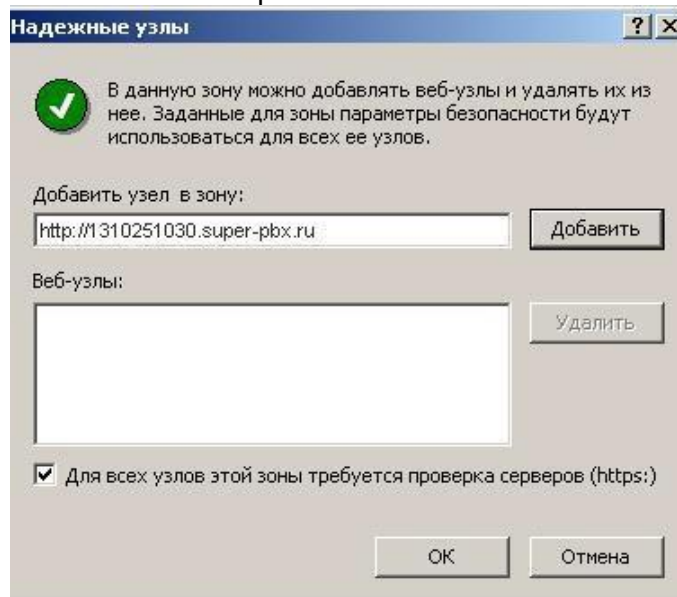 Надежные узлы
В данную зону можно добавлять веб-узлы и удалять их из
нее. Заданные для зоны параметры безопасности будут
использоваться для всех ее узлов.
Добавить узел в зону:
http://1310251030.super-pbx.ru
Добавить
Веб-узлы:
Удалить
Для всех узлов этой зоны требуется проверка серверов (https:)
ОК
Отмена